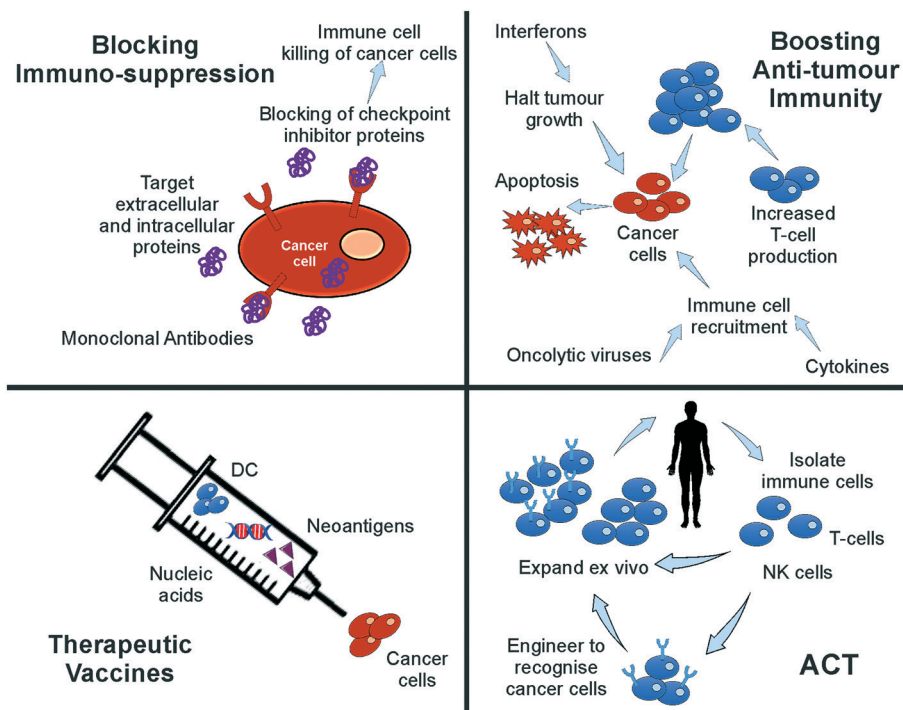 Blocking
Immuno-suppression
Immune cell
killing of cancer cells
Blocking of checkpoint
inhibitor proteins
Target
extracellular
and intracellular
proteins
Cancer
cell
Monoclonal Antibodies
Boosting
Anti-tumour
Immunity
Interferons
Halt tumour
growth
Apoptosis
Cancer
cells
Increased
T-cell
production
Immune cell
recruitment
Oncolytic viruses
Cytokines
DC
Neoantigens
Nucleic
acids
Therapeutic
Vaccines
Cancer
cells
Isolate
immune cells
T-cells
NK cells
Expand ex vivo
Engineer to
recognise
cancer cells
ACT